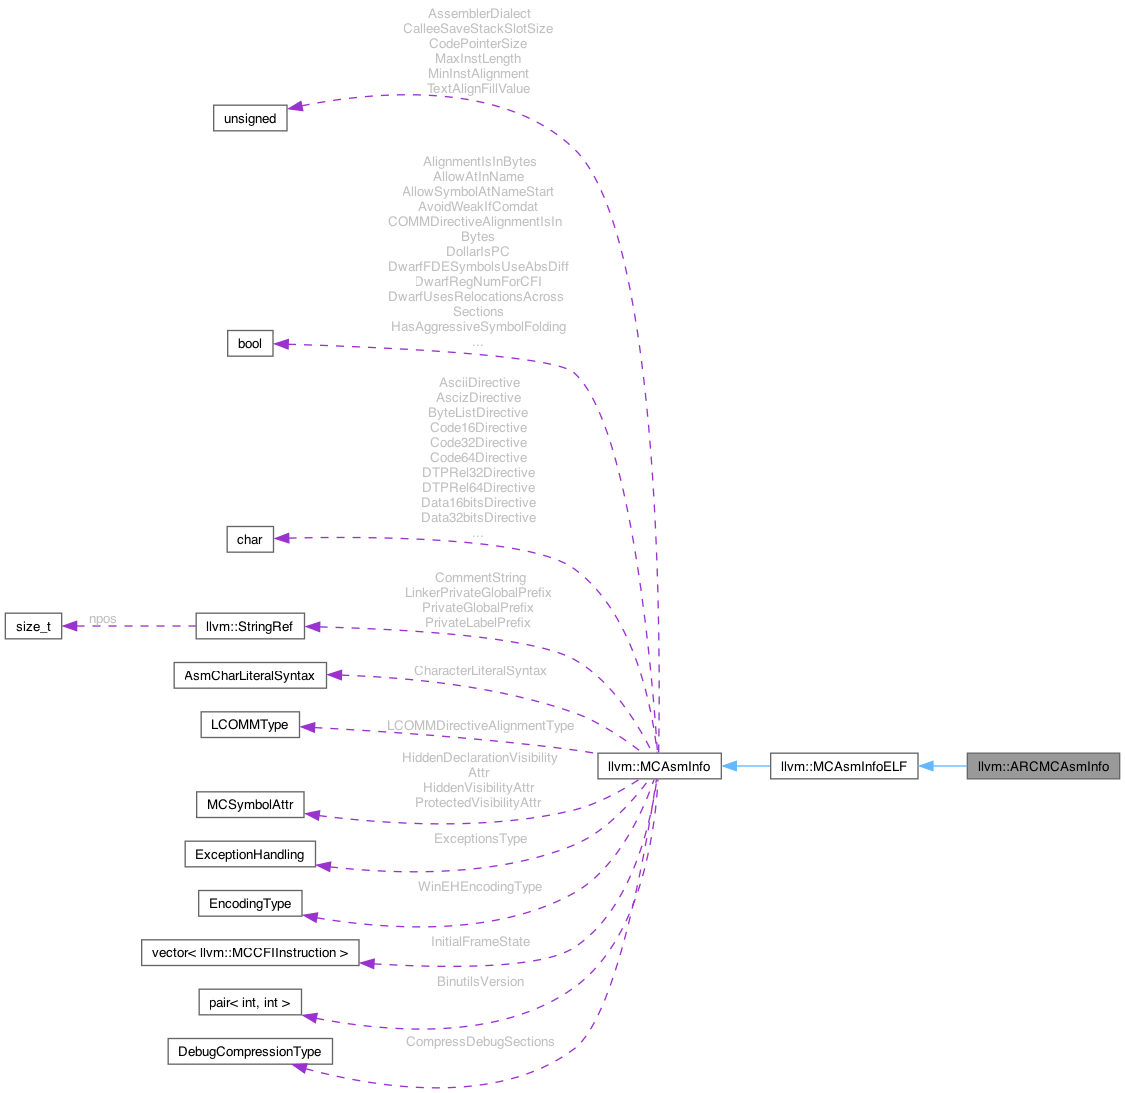 AssemblerDialect
CalleeSaveStackSlotSize
CodePointerSize
MaxInstLength
MinInstAlignment
TextAlignFillValue
unsigned
AlignmentIsInBytes
AllowAtInName
AllowSymbolAtNameStart
AvoidWeakIfComdat
COMMDirectiveAlignmentIsIn
Bytes
DollarIsPC
DwarfFDESymbolsUseAbsDiff
DwarfRegNumForCFI
DwarfUsesRelocationsAcross
Sections
HasAggressiveSymbolFolding
...
bool
AsciiDirective
AscizDirective
ByteListDirective
Code16Directive
Code32Directive
Code64Directive
DTPRel32Directive
DTPRel64Directive
Data16bitsDirective
Data32bitsDirective
...
char
CommentString
LinkerPrivateGlobalPrefix
PrivateGlobalPrefix
PrivateLabelPrefix
size_t
npos
llvm::StringRef
CharacterLiteralSyntax
AsmCharLiteralSyntax
LCOMMType
LCOMMDirectiveAlignmentType
llvm::MCAsmInfo
llvm::MCAsmInfoELF
llvm::ARCMCAsmInfo
HiddenDeclarationVisibility
Attr
HiddenVisibilityAttr
ProtectedVisibilityAttr
MCSymbolAttr
ExceptionsType
ExceptionHandling
WinEHEncodingType
EncodingType
InitialFrameState
vector< llvm::MCCFIInstruction >
BinutilsVersion
pair< int, int >
CompressDebugSections
DebugCompressionType